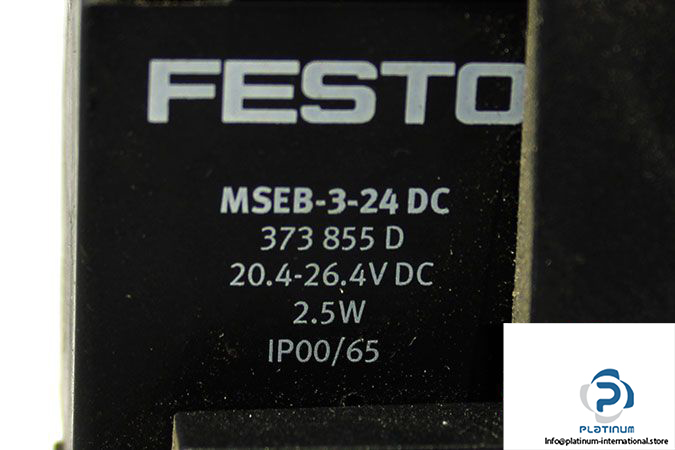 FESTO
MSEB-3-24 DC
373 855 D
20.4-26.4V DC
2.5W
IP00/65
PLATINUM
Info@platinum-international.store